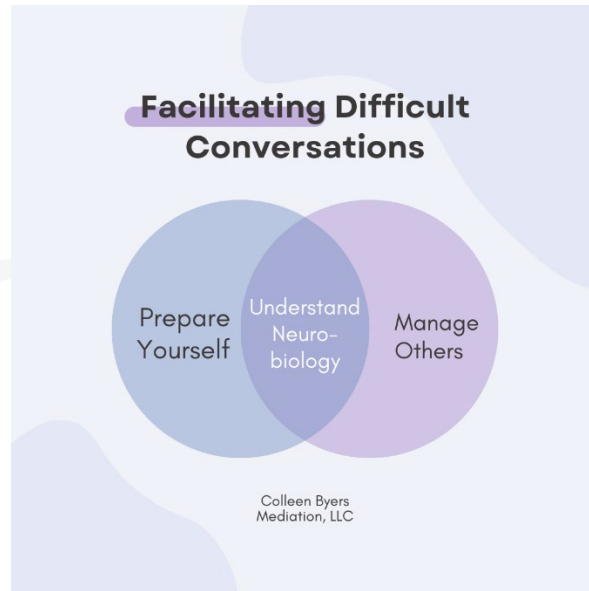 Facilitating Difficult
Conversations
Prepare
Yourself
Understand
Neuro-
biology
Manage
Others
Colleen Byers
Mediation, LLC